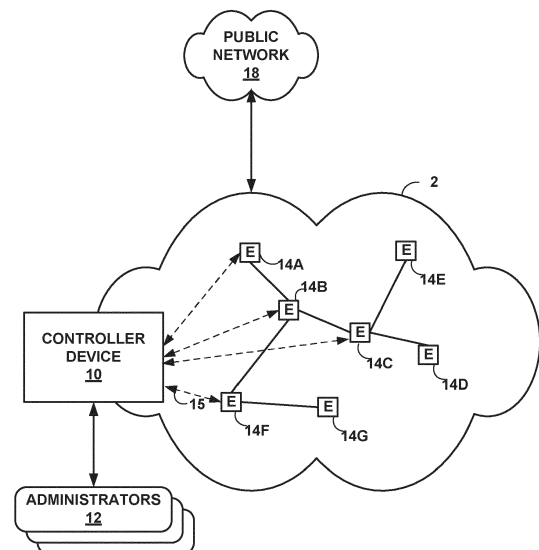 PUBLIC
NETWORK
18
2
E
14A
E
14B
E
14E
E
14C
E
14D
CONTROLLER
DEVICE
10
15
E
14F
E
14G
ADMINISTRATORS
12